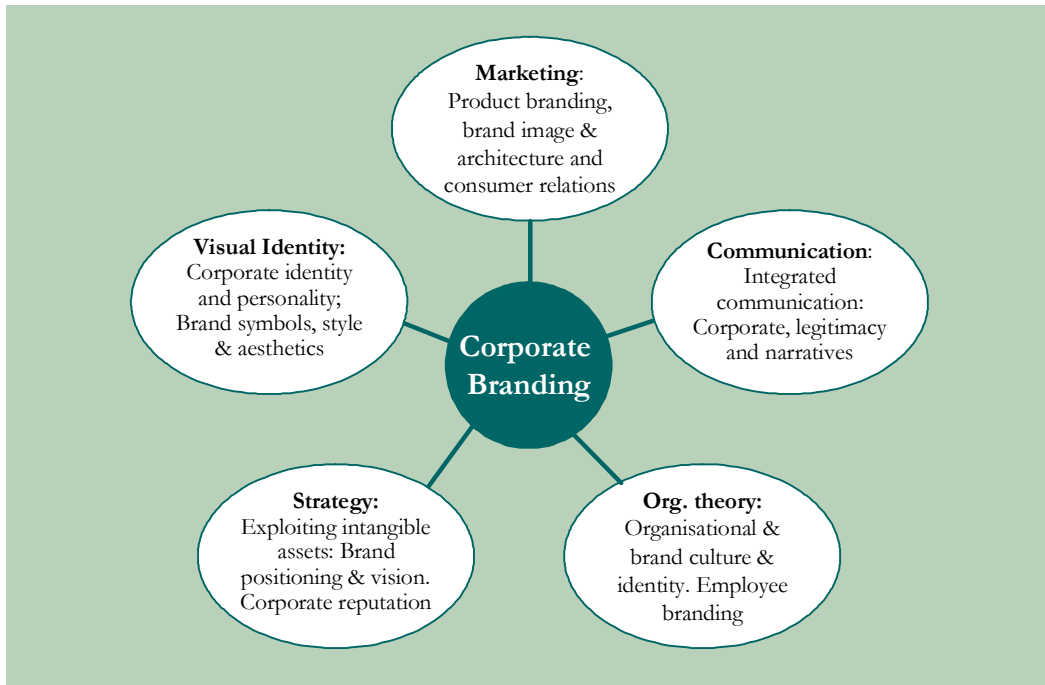 Marketing:
Product branding,
brand image &
architecture and
consumer relations
Visual Identity:
Corporate identity
and personality;
Brand symbols, style
& aesthetics
Communication:
Integrated
communication:
Corporate, legitimacy
and narratives
Corporate
Branding
Strategy:
Exploiting intangible
assets: Brand
positioning & vision.
Corporate reputation
Org. theory:
Organisational &
brand culture &
identity. Employee
branding